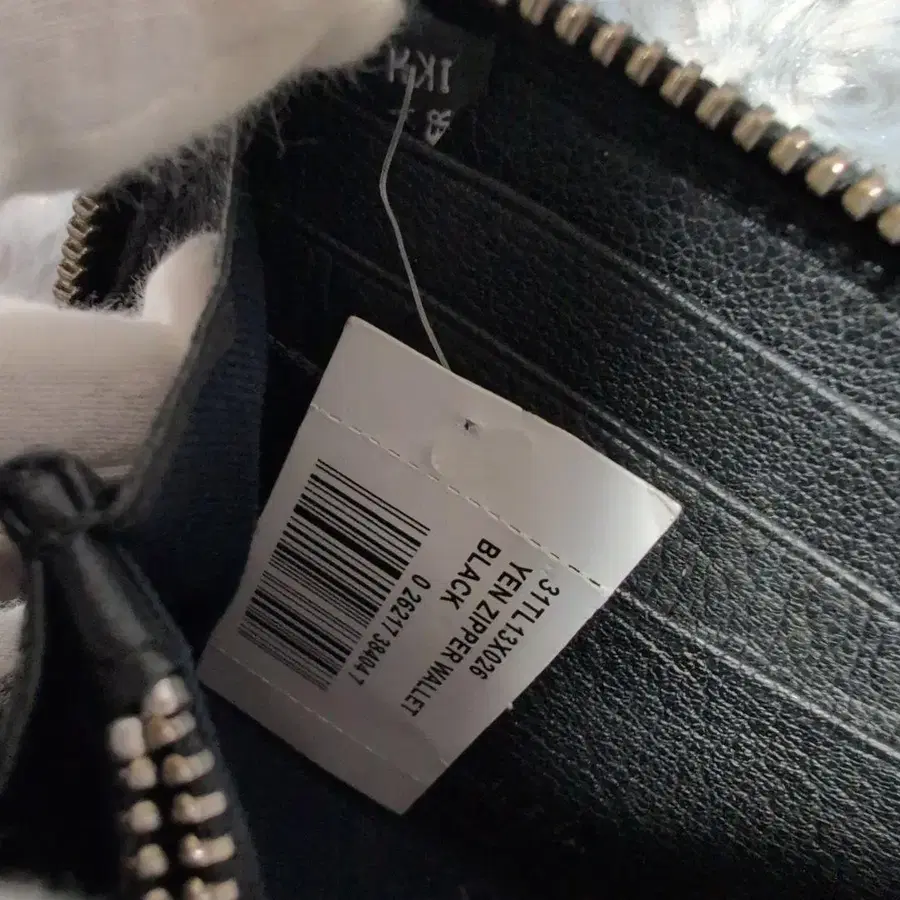 31TL13X026
YEN ZIPPER WALLET
BLACK
0 26217 38404 7